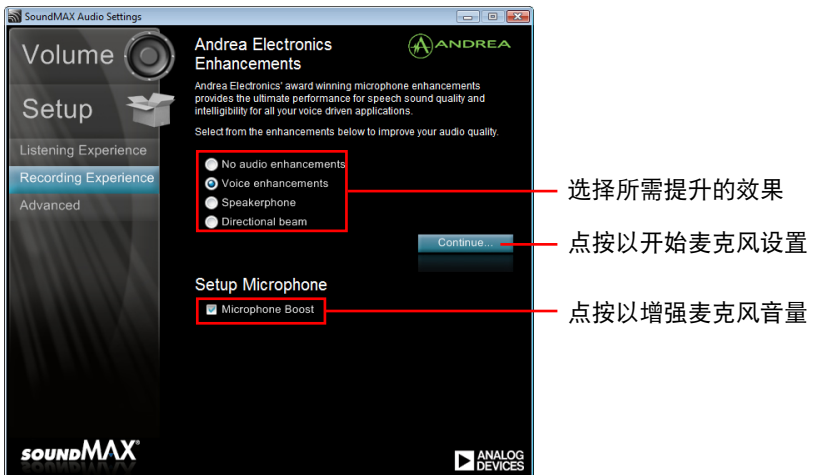 SoundMAX Audio Settings
Volume
Setup
Listening Experience
Recording Experience
Advanced
Andrea Electronics
Enhancements
ANDREA
Andrea Electronics' award winning microphone enhancements
provides the ultimate performance for speech sound quality and
intelligibility for all your voice driven applications.
Select from the enhancements below to improve your audio quality.
No audio enhancements
Voice enhancements
Speakerphone
Directional beam
Continue...
Setup Microphone
Microphone Boost
选择所需提升的效果
点按以开始麦克风设置
点按以增强麦克风音量
SOUNDMAX®
ANALOG
DEVICES